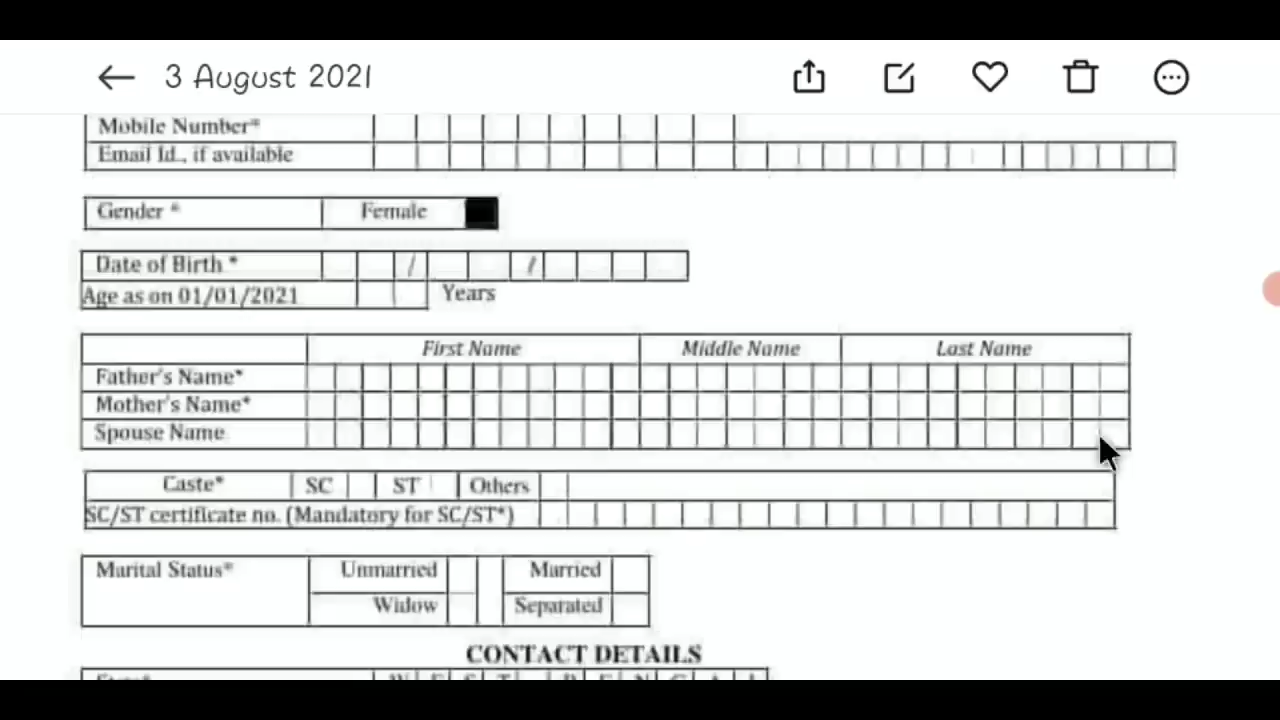 3 August 2021
Mobile Number*
Email Id., if available
Gender * Female
Date of Birth * / /
Age as on 01/01/2021 Years
First Name Middle Name Last Name
Father's Name*
Mother's Name*
Spouse Name
Caste* SC ST Others
SC/ST certificate no. (Mandatory for SC/ST*)
Marital Status* Unmarried Married
Widow Separated
CONTACT DETAILS